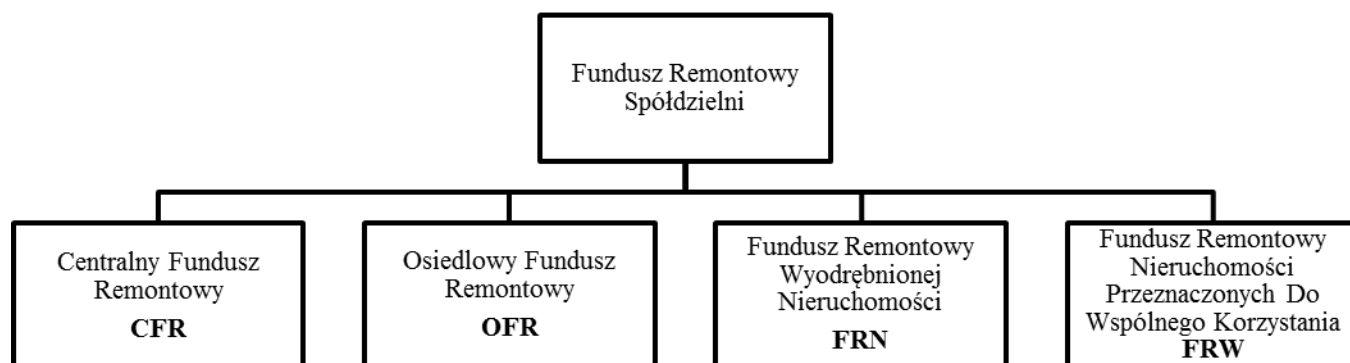 Fundusz Remontowy
Spółdzielni
Centralny Fundusz
Remontowy
CFR
Osiedlowy Fundusz
Remontowy
OFR
Fundusz Remontowy
Wyodrębnionej
Nieruchomości
FRN
Fundusz Remontowy
Nieruchomości
Przeznaczonych Do
Wspólnego Korzystania
FRW